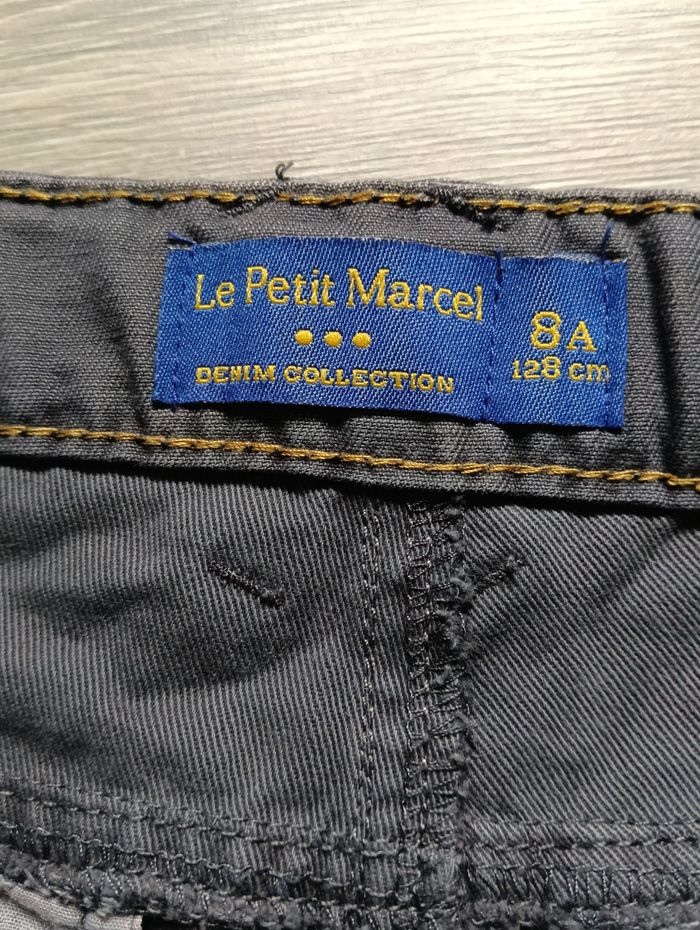 Le Petit Marcel
DENIM COLLECTION
8A
128 cm